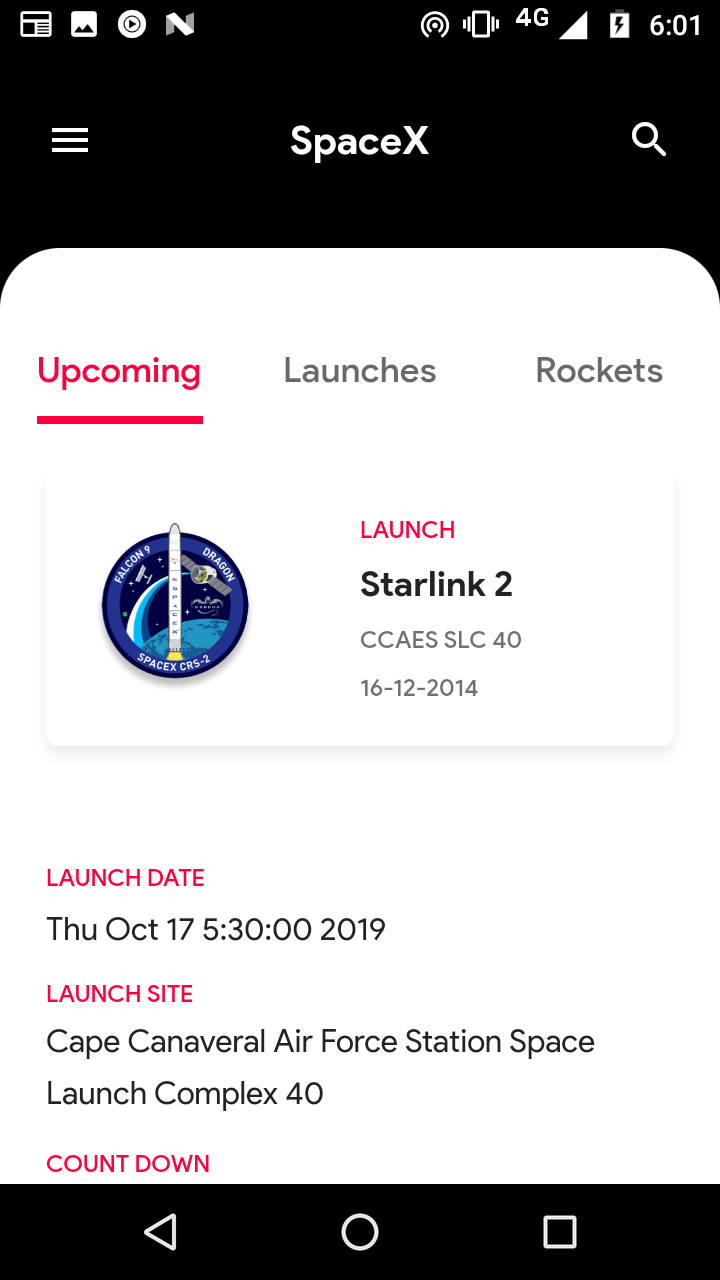 4G 6:01
SpaceX
Upcoming Launches Rockets
FALCON 9 DRAGON
SPACEX
DRAGON
SPACEX CRS-2
LAUNCH
Starlink 2
CCAES SLC 40
16-12-2014
LAUNCH DATE
Thu Oct 17 5:30:00 2019
LAUNCH SITE
Cape Canaveral Air Force Station Space
Launch Complex 40
COUNT DOWN